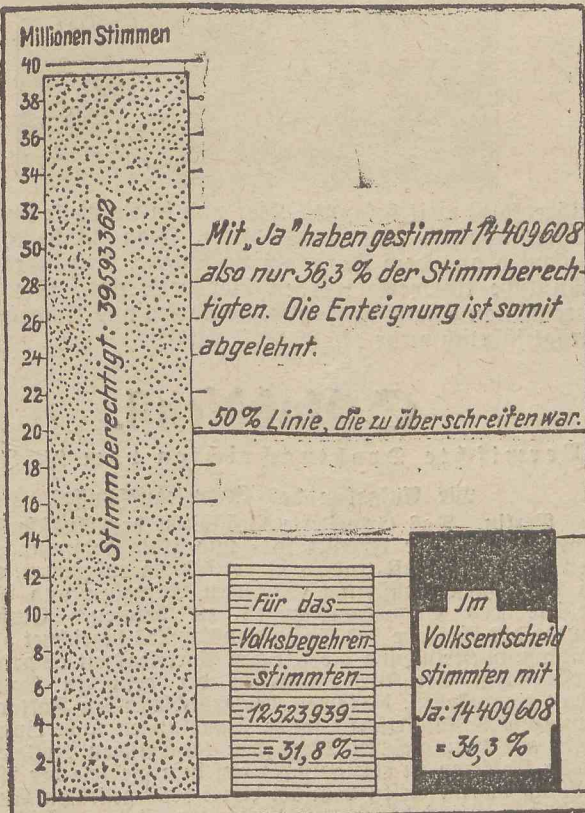 Millionen Stimmen
40
38
36
34
32
50
28
26
24
22
20
18
16
14
12
10
8
6
4
2
0
Stimmberechtigt: 39393362
Mit „Ja" haben gestimmt 14409608
also nur 36,3 % der Stimmberech-
tigten. Die Enteignung ist somit
abgelehnt.
50% Linie, die zu überschreiten war.
Für das
Volksbegehren
stimmten
12523939
= 31,8 %
Jm
Volksentscheid
stimmten mit
Ja: 14409608
= 36,3 %